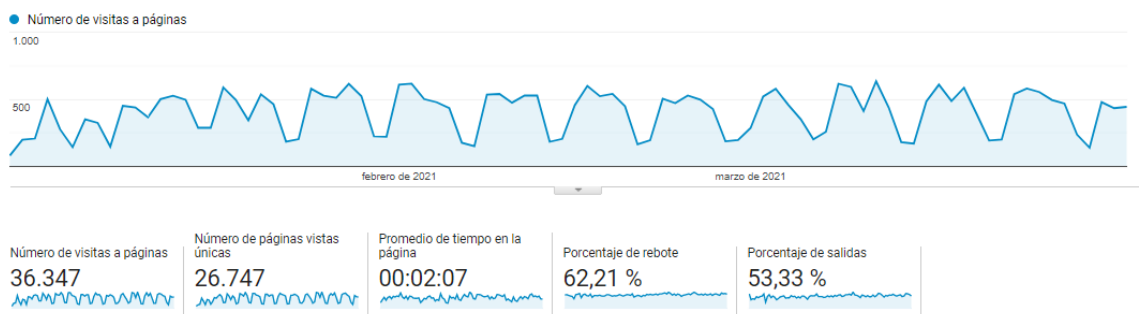 Número de visitas a páginas
1.000
500
febrero de 2021
marzo de 2021
Número de visitas a páginas
36.347
Número de páginas vistas
únicas
26.747
Promedio de tiempo en la
página
00:02:07
Porcentaje de rebote
62,21 %
Porcentaje de salidas
53,33 %